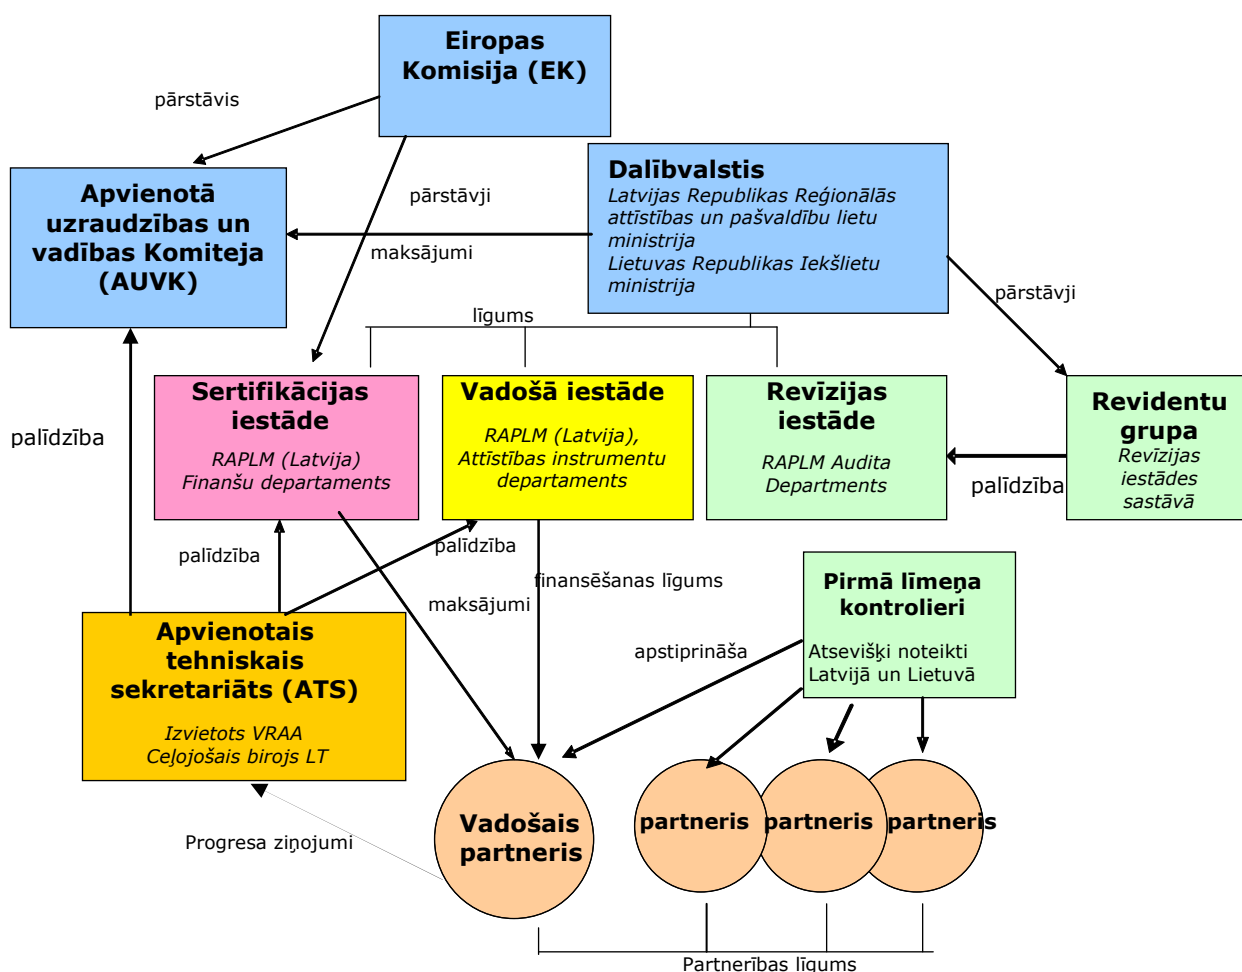 Eiropas
Komisija (EK)
pārstāvis
Dalībvalstis
Latvijas Republikas Reģionālās
attīstības un pašvaldību lietu
ministrija
Lietuvas Republikas Iekšlietu
ministrija
Apvienotā
uzraudzības un
vadības Komiteja
(AUVK)
pārstāvji
maksājumi
pārstāvji
līgums
Sertifikācijas
iestāde
RAPLM (Latvija)
Finanšu departaments
Vadošā iestāde
RAPLM (Latvija),
Attīstības instrumentu
departaments
Revīzijas
iestāde
RAPLM Audita
Departments
Revidentu
grupa
Revīzijas
iestādes
sastāvā
palīdzība
palīdzība
palīdzība
palīdzība
finansēšanas līgums
maksājumi
Pirmā līmeņa
kontrolieri
Atsevišķi noteikti
Latvijā un Lietuvā
apstiprināša
Apvienotais
tehniskais
sekretariāts (ATS)
Izvietots VRAA
Ceļojošais birojs LT
Vadošais
partneris
partneris
partneris
partneris
Progresa ziņojumi
Partnerības līgums